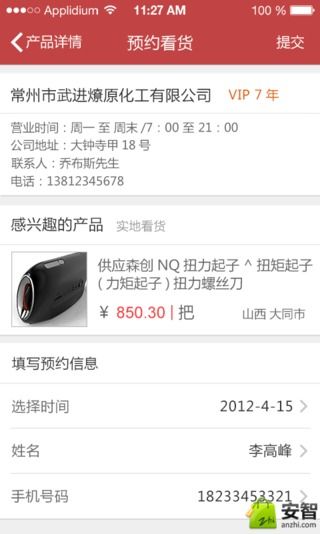 Applidium 11:27 AM 50%
产品详情 预约看货 提交
常州市武进燎原化工有限公司 VIP 7 年
营业时间：周一 至 周末 /7：00 至 21：00
公司地址：大钟寺甲 18 号
联系人：乔布斯先生
电话：13812345678
感兴趣的产品 实地看货
供应森创 NQ 扭力起子 ^ 扭矩起子
( 力矩起子 ) 扭力螺丝刀
¥ 850.30 | 把 山西 大同市
填写预约信息
选择时间 2012-4-15
姓名 李高峰
手机号码 18233453321
安智
anzhi.com